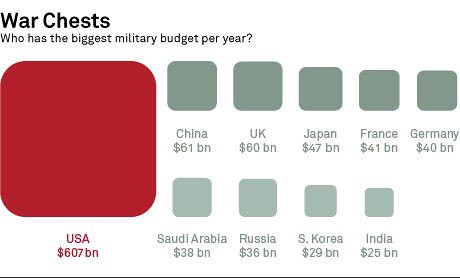 War Chests
Who has the biggest military budget per year?
China
$61 bn
UK
$60 bn
Japan
$47 bn
France
$41 bn
Germany
$40 bn
USA
$607 bn
Saudi Arabia
$38 bn
Russia
$36 bn
S. Korea
$29 bn
India
$25 bn